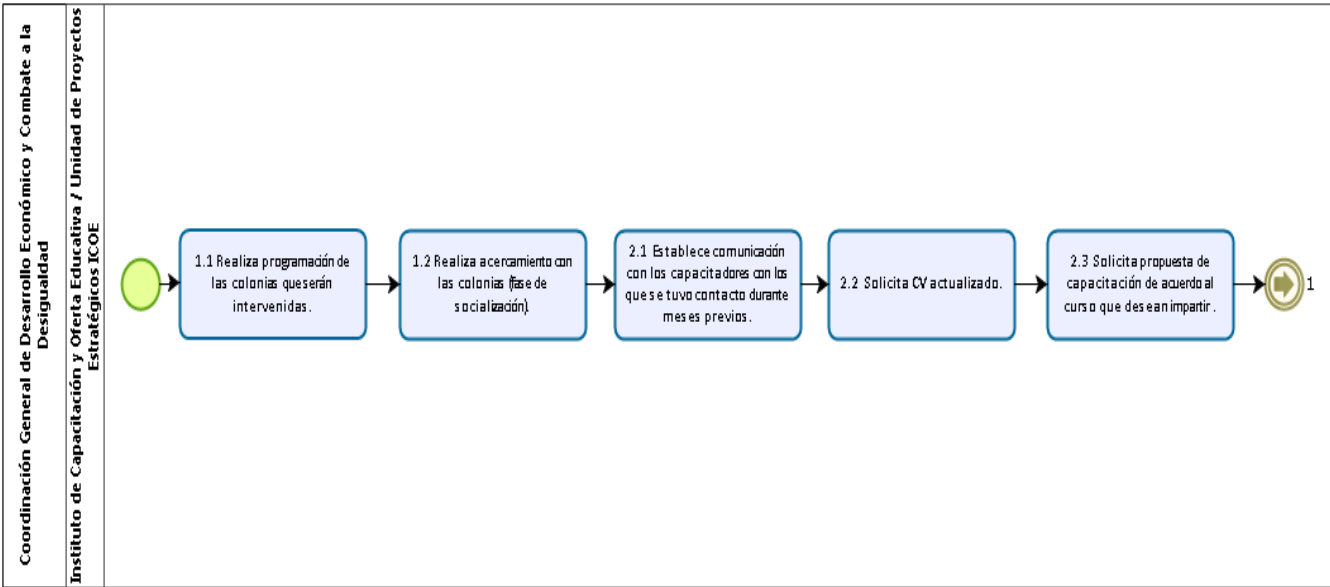 Coordinación General de Desarrollo Económico y Combate a la
Desigualdad
Instituto de Capacitación y Oferta Educativa / Unidad de Proyectos
Estratégicos ICOE
1.1 Realiza programación de
las colonias que serán
intervenidas.
1.2 Realiza acercamiento con
las colonias (fase de
socialización).
2.1 Establece comunicación
con los capacitadores con los
que se tuvo contacto durante
meses previos.
2.2 Solicita CV actualizado.
2.3 Solicita propuesta de
capacitación de acuerdo al
curso que desean impartir.
1